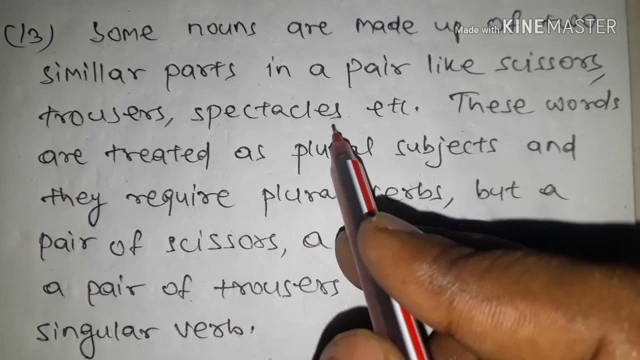 (13) Some nouns are made up of
Made with KINEMASTER
simillar parts in a pair like scissors,
trousers, spectacles etc. These words
are treated as plural subjects and
they require plural verbs, but a
pair of scissors, a
a pair of trousers
singular verb.